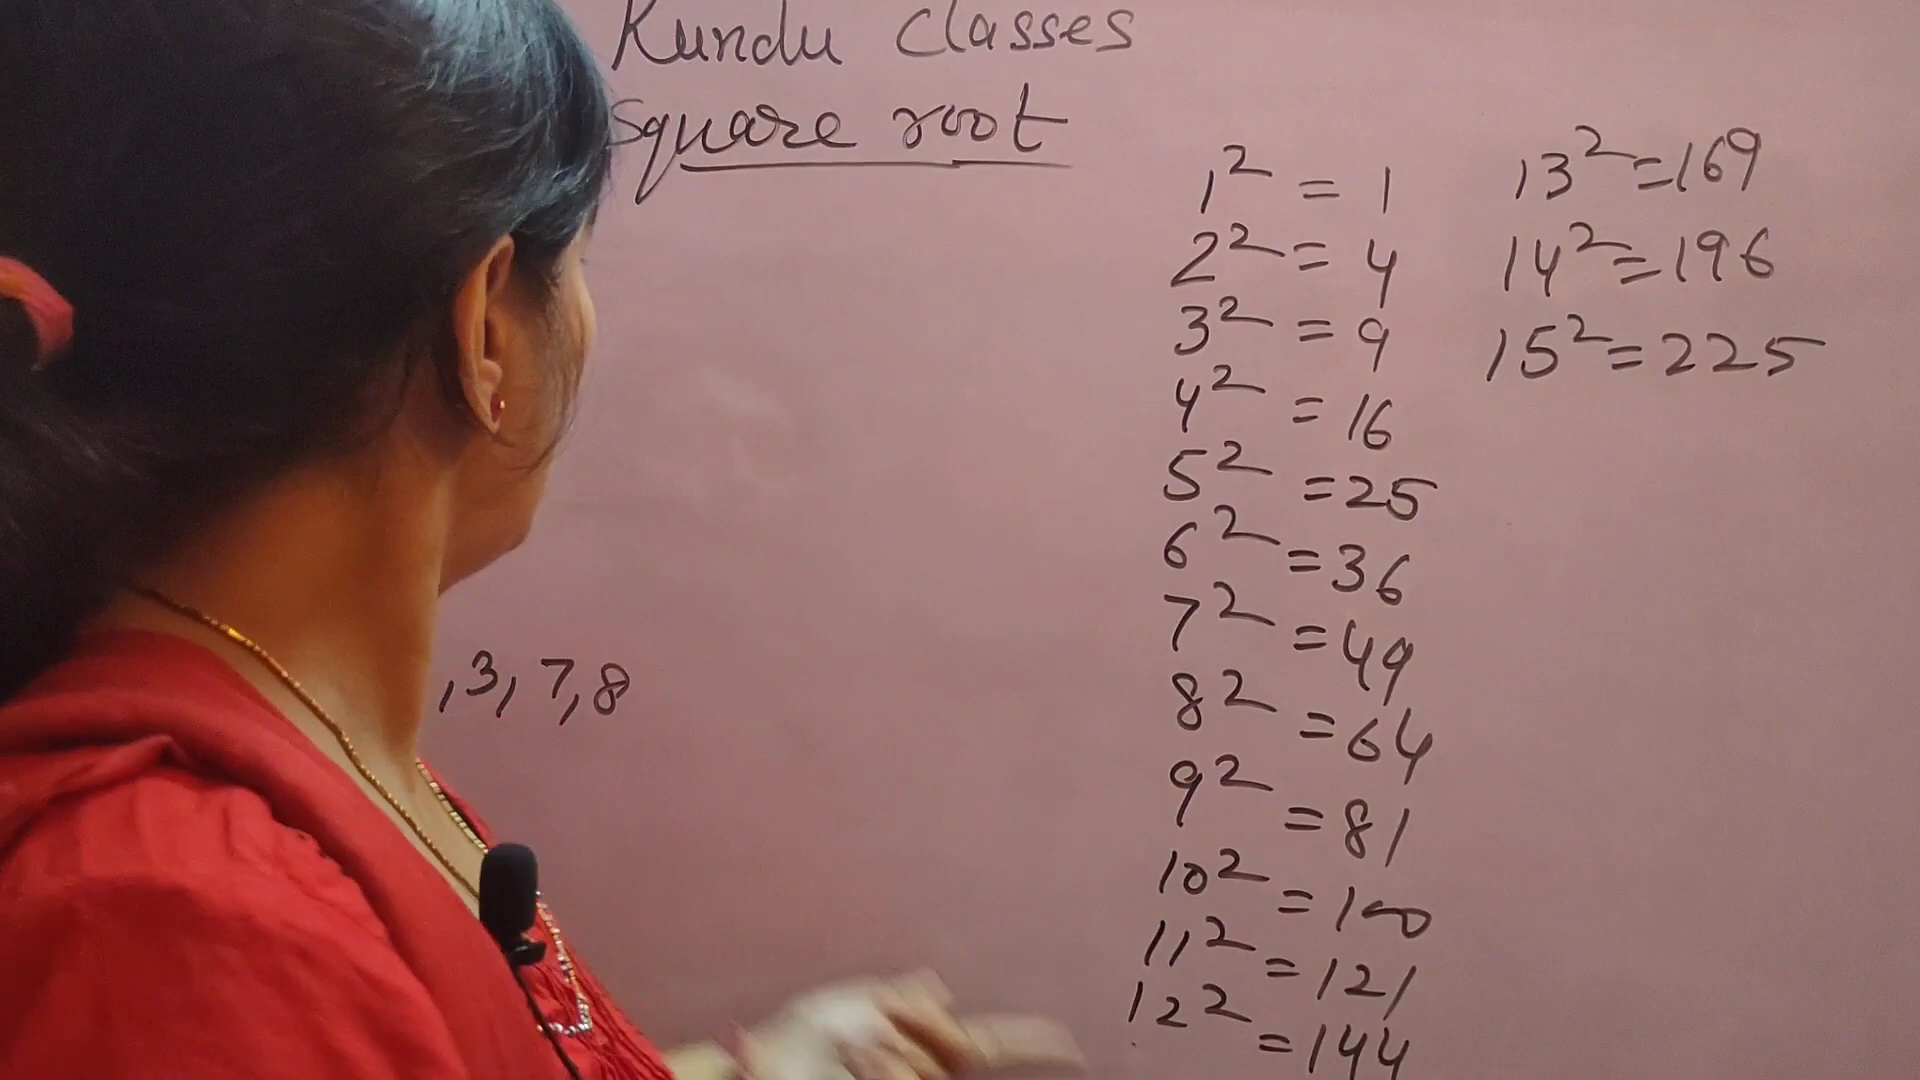 Kundu classes
square root
1² = 1
2² = 4
3² = 9
4² = 16
5² = 25
6² = 36
7² = 49
8² = 64
9² = 81
10² = 100
11² = 121
12² = 144
13² = 169
14² = 196
15² = 225
,3, 7,8